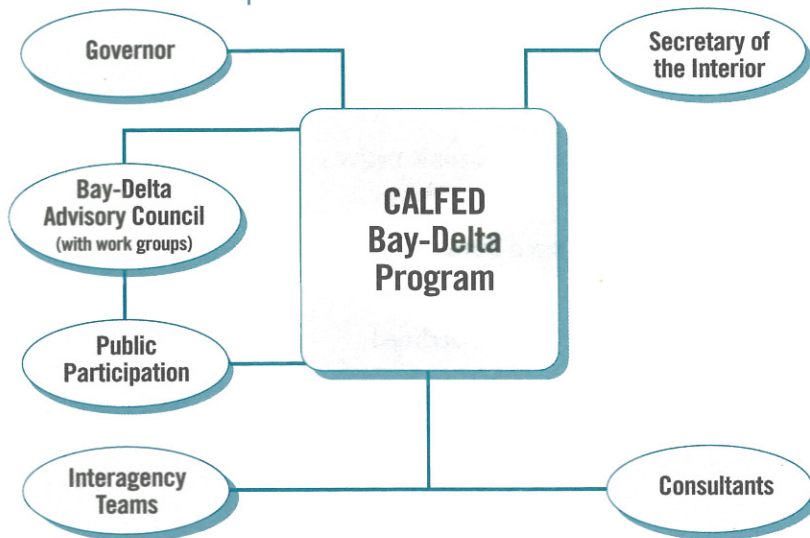 Governor
Secretary of
the Interior
Bay-Delta
Advisory Council
(with work groups)
CALFED
Bay-Delta
Program
Public
Participation
Interagency
Teams
Consultants